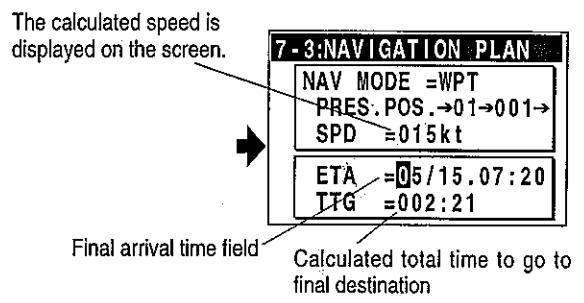 The calculated speed is
displayed on the screen.
7-3:NAVIGATION PLAN
NAV MODE =WPT
PRES.POS.→01→001→
SPD =015kt
ETA =05/15.07:20
TTG =002:21
Final arrival time field
Calculated total time to go to
final destination